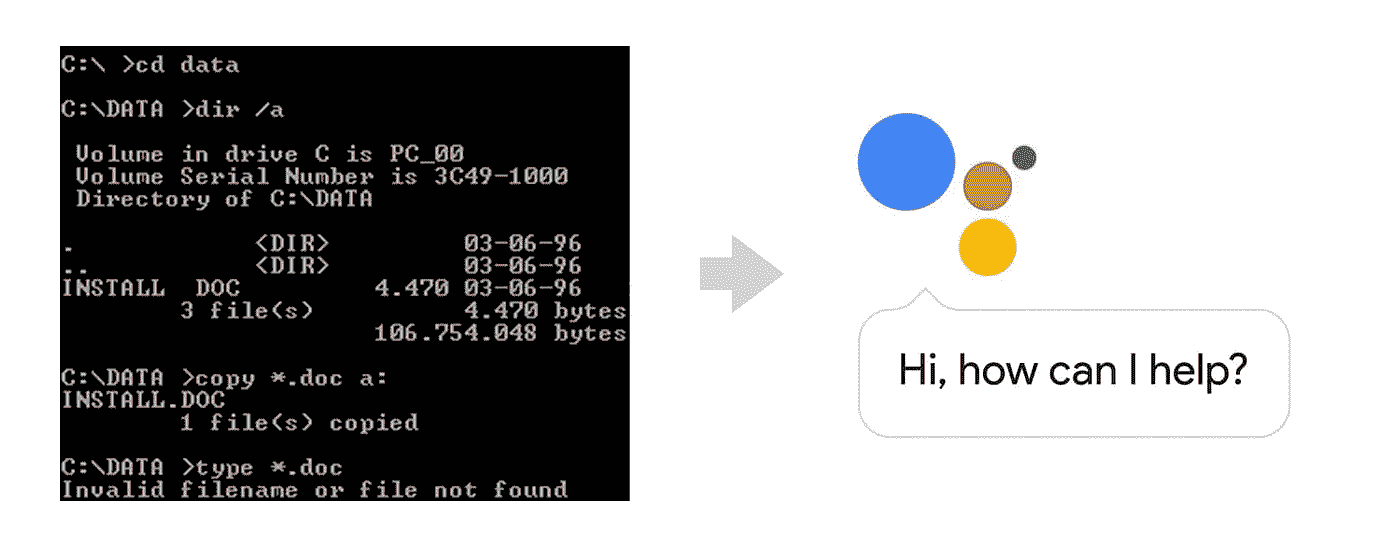 C:\ >cd data
C:\DATA >dir /a
Volume in drive C is PC_00
Volume Serial Number is 3C49-1000
Directory of C:\DATA
. <DIR> 03-06-96
.. <DIR> 03-06-96
INSTALL DOC 4.470 03-06-96
3 file(s) 4.470 bytes
106.754.048 bytes
C:\DATA >copy *.doc a:
INSTALL.DOC
1 file(s) copied
C:\DATA >type *.doc
Invalid filename or file not found
Hi, how can I help?